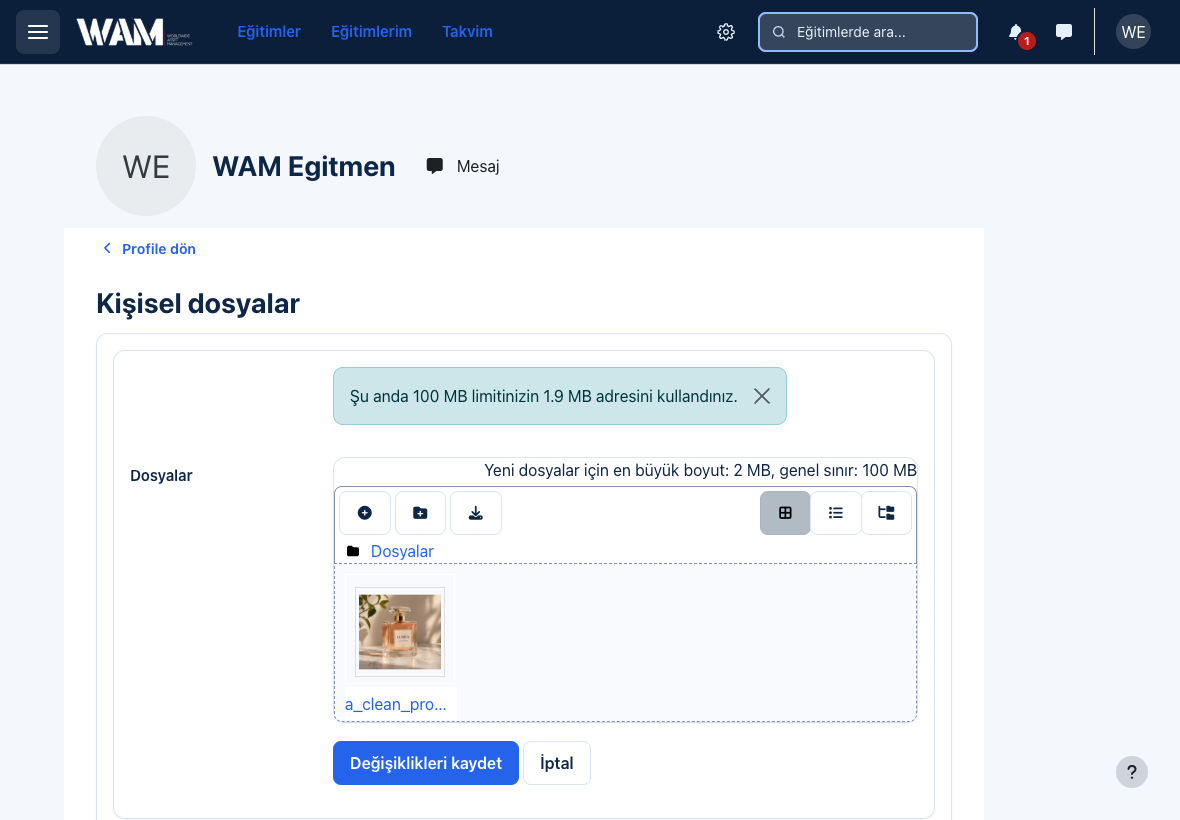 WAM
Eğitimler
Eğitimlerim
Takvim
Eğitimlerde ara...
1
WE
WE
WAM Egitmen
Mesaj
Profile dön
Kişisel dosyalar
Şu anda 100 MB limitinizin 1.9 MB adresini kullandınız.
Dosyalar
Yeni dosyalar için en büyük boyut: 2 MB, genel sınır: 100 MB
Dosyalar
a_clean_pro...
Değişiklikleri kaydet
İptal
?